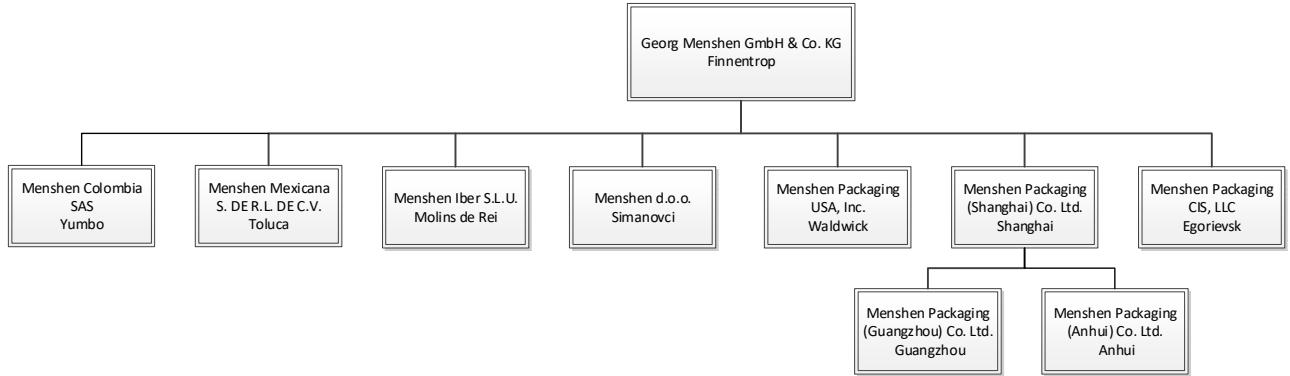 Georg Menshen GmbH & Co. KG
Finnentrop
Menshen Colombia
SAS
Yumbo
Menshen Mexicana
S. DE R.L. DE C.V.
Toluca
Menshen Iber S.L.U.
Molins de Rei
Menshen d.o.o.
Simanovci
Menshen Packaging
USA, Inc.
Waldwick
Menshen Packaging
(Shanghai) Co. Ltd.
Shanghai
Menshen Packaging
CIS, LLC
Egorievsk
Menshen Packaging
(Guangzhou) Co. Ltd.
Guangzhou
Menshen Packaging
(Anhui) Co. Ltd.
Anhui